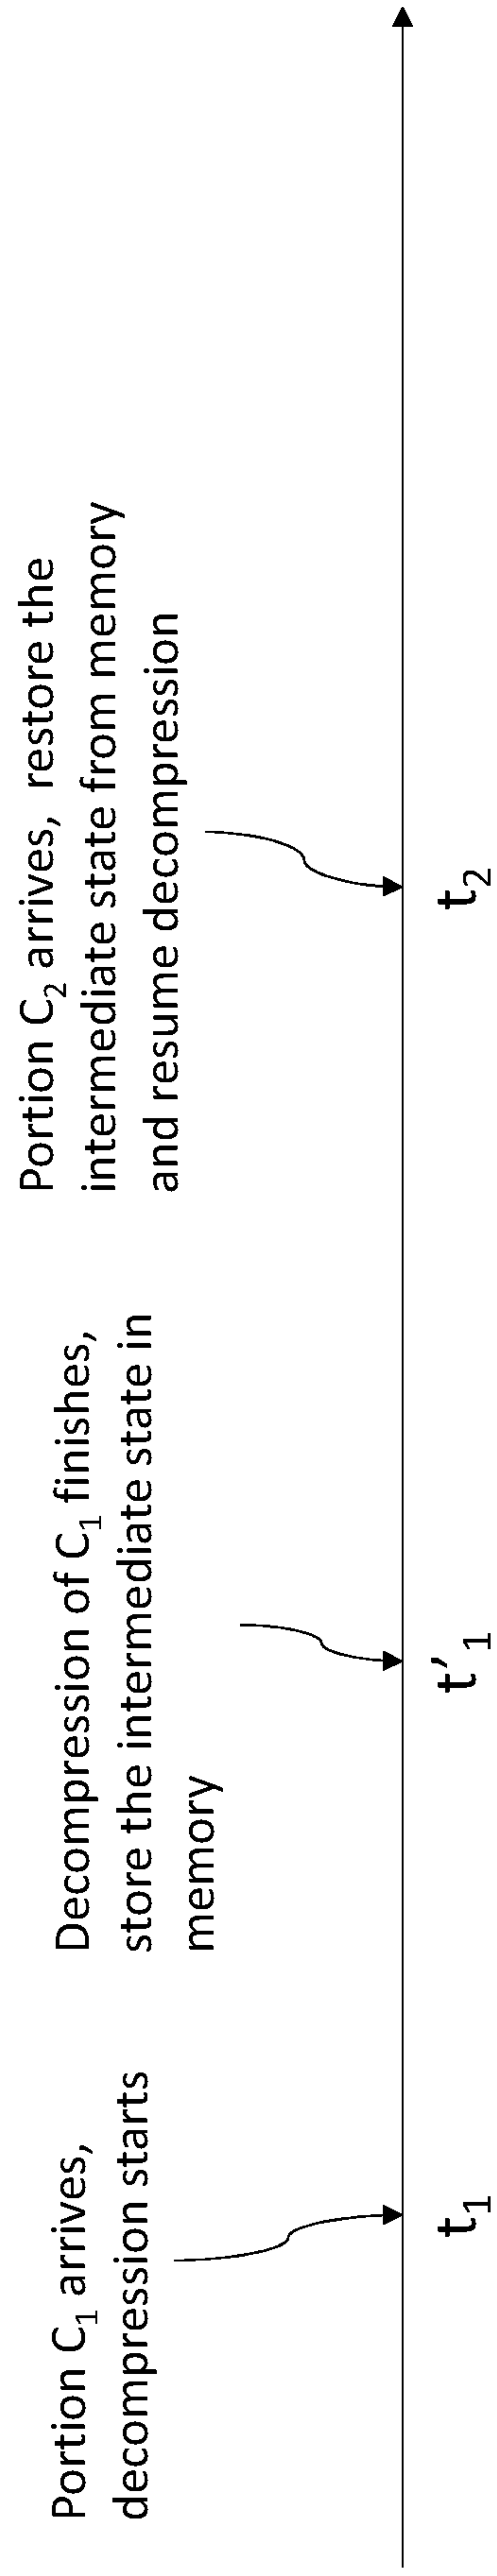 Portion C₁ arrives,
decompression starts
Decompression of C₁ finishes,
store the intermediate state in
memory
Portion C₂ arrives, restore the
intermediate state from memory
and resume decompression
t₁
t′₁
t₂